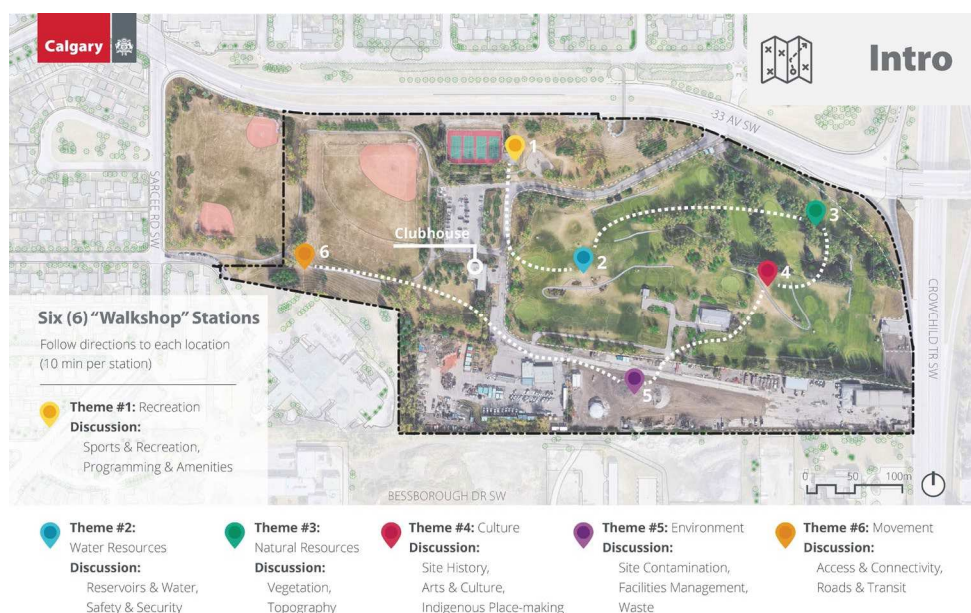 Calgary
Intro
33 AV SW
SARCEE RD SW
CROWCHILD TR SW
1
2
3
4
5
6
Clubhouse
Six (6) “Walkshop” Stations
Follow directions to each location
(10 min per station)
Theme #1: Recreation
Discussion:
Sports & Recreation,
Programming & Amenities
0 50 100m
BESSBOROUGH DR SW
Theme #2:
Water Resources
Discussion:
Reservoirs & Water,
Safety & Security
Theme #3:
Natural Resources
Discussion:
Vegetation,
Topography
Theme #4: Culture
Discussion:
Site History,
Arts & Culture,
Indigenous Place-making
Theme #5: Environment
Discussion:
Site Contamination,
Facilities Management,
Waste
Theme #6: Movement
Discussion:
Access & Connectivity,
Roads & Transit